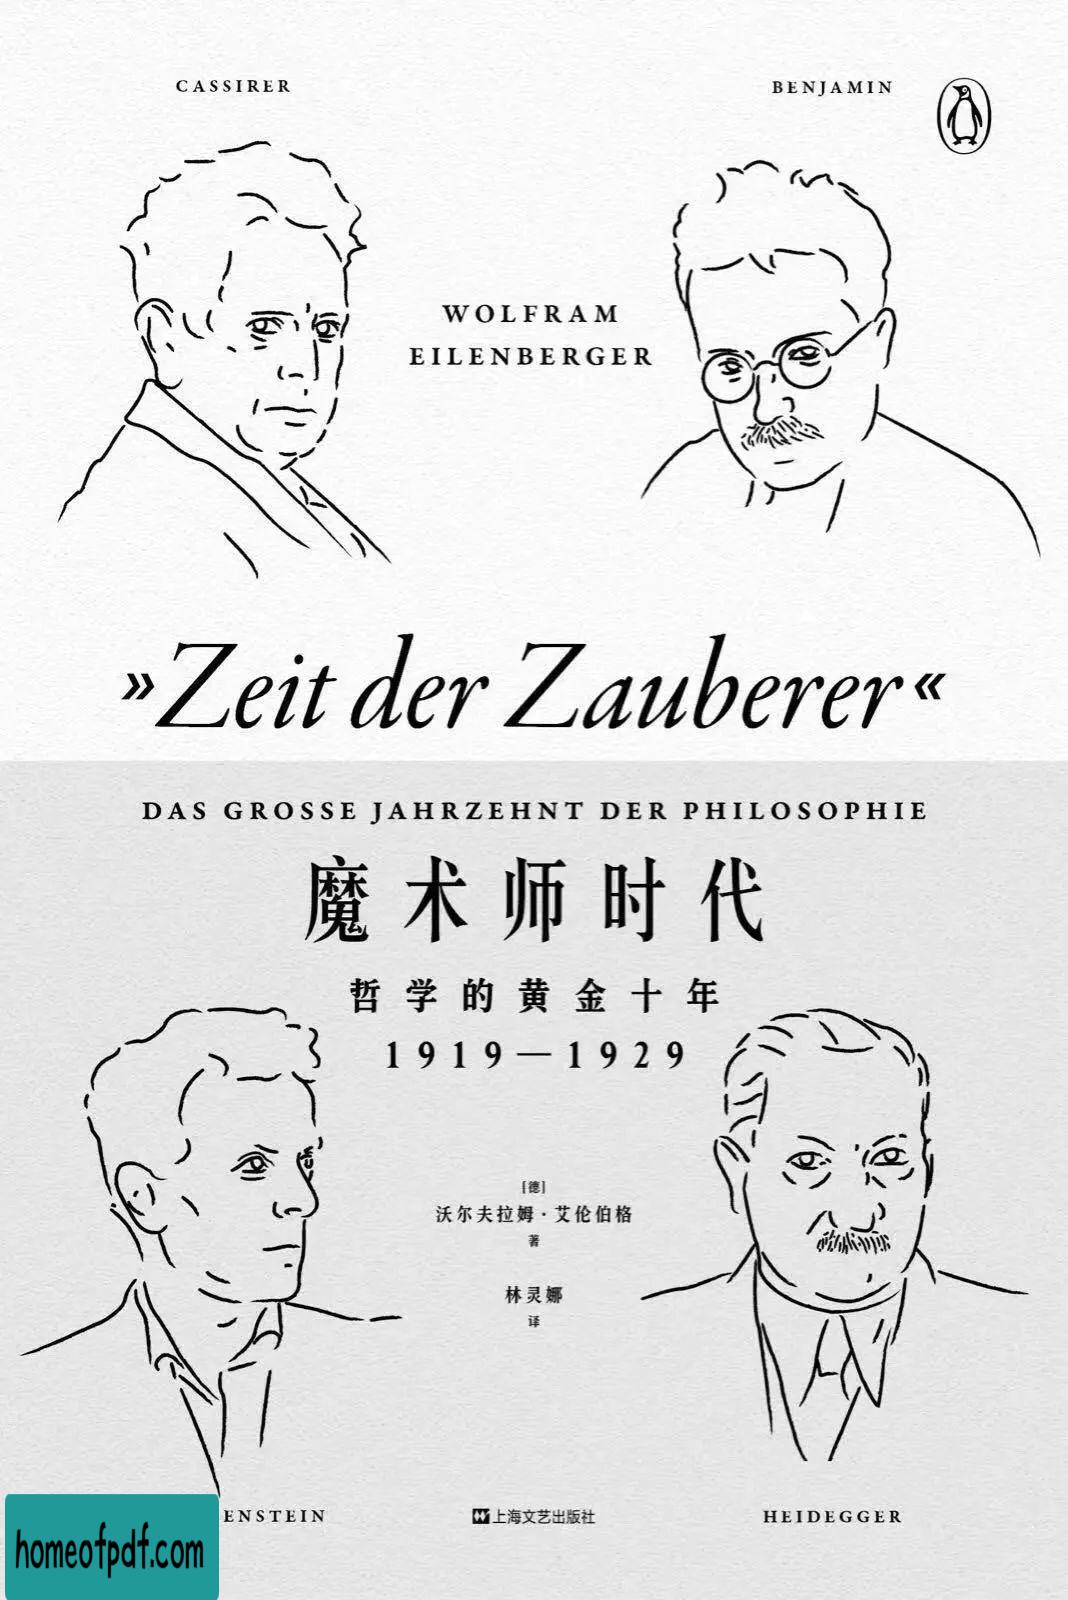 CASSIRER
BENJAMIN
WOLFRAM
EILENBERGER
»Zeit der Zauberer«
DAS GROSSE JAHRZEHNT DER PHILOSOPHIE
魔术师时代
哲学的黄金十年
1919—1929
[德]
沃尔夫拉姆·艾伦伯格
著
林灵娜
译
ENSTEIN
上海文艺出版社
HEIDEGGER
homeofpdf.com